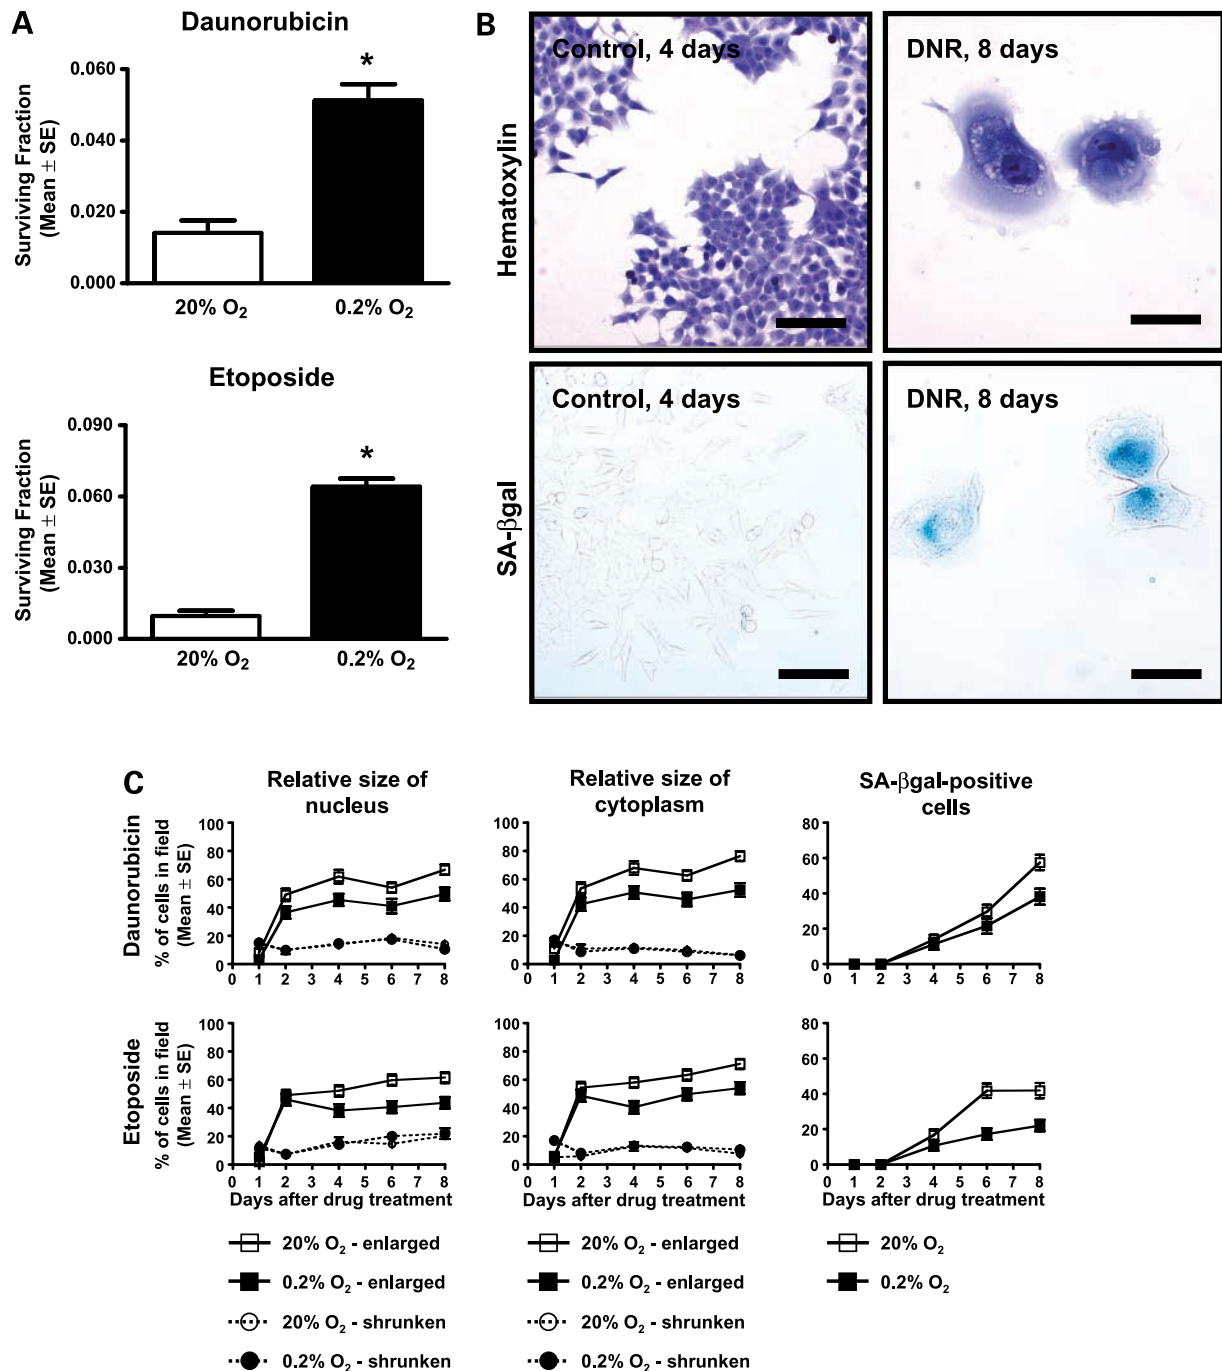 A
Daunorubicin
Surviving Fraction
(Mean ± SE)
0.060
0.040
0.020
0.000
*
20% O₂
0.2% O₂
Etoposide
Surviving Fraction
(Mean ± SE)
0.090
0.060
0.030
0.000
*
20% O₂
0.2% O₂
B
Hematoxylin
Control, 4 days
DNR, 8 days
SA-βgal
Control, 4 days
DNR, 8 days
C
Relative size of
nucleus
Relative size of
cytoplasm
SA-βgal-positive
cells
Daunorubicin
% of cells in field
(Mean ± SE)
100
80
60
40
20
0
0 1 2 3 4 5 6 7 8
100
80
60
40
20
0
0 1 2 3 4 5 6 7 8
80
60
40
20
0
0 1 2 3 4 5 6 7 8
Etoposide
% of cells in field
(Mean ± SE)
100
80
60
40
20
0
0 1 2 3 4 5 6 7 8
Days after drug treatment
100
80
60
40
20
0
0 1 2 3 4 5 6 7 8
Days after drug treatment
80
60
40
20
0
0 1 2 3 4 5 6 7 8
Days after drug treatment
20% O₂ - enlarged
0.2% O₂ - enlarged
20% O₂ - shrunken
0.2% O₂ - shrunken
20% O₂ - enlarged
0.2% O₂ - enlarged
20% O₂ - shrunken
0.2% O₂ - shrunken
20% O₂
0.2% O₂